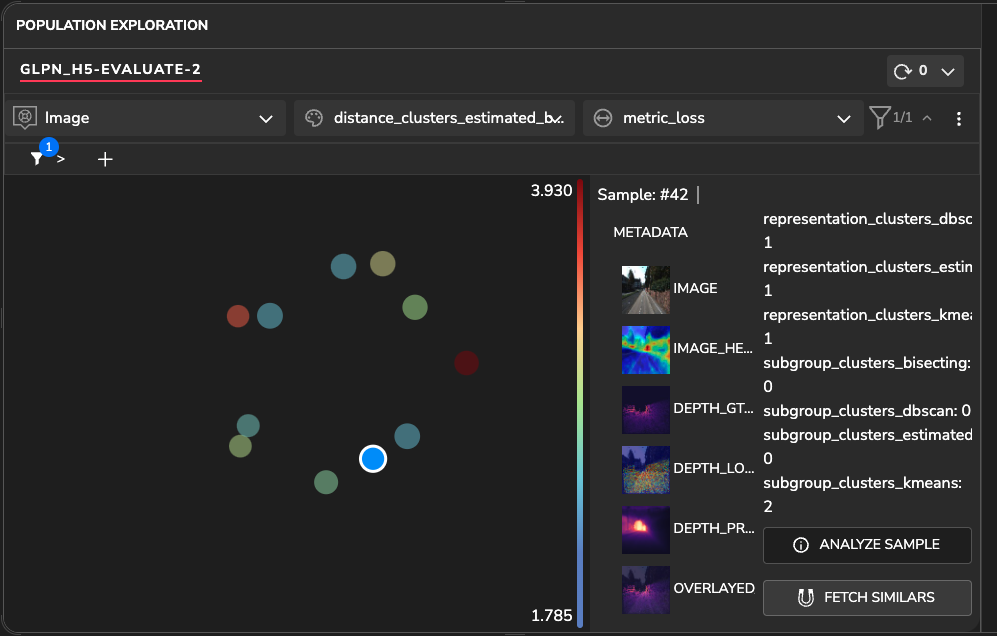 POPULATION EXPLORATION
GLPN_H5-EVALUATE-2
0
Image
distance_clusters_estimated_b...
metric_loss
1/1
1
>
+
3.930
1.785
Sample: #42
METADATA
IMAGE
IMAGE_HE...
DEPTH_GT...
DEPTH_LO...
DEPTH_PR...
OVERLAYED
representation_clusters_dbsc
1
representation_clusters_estin
1
representation_clusters_kmea
1
subgroup_clusters_bisecting:
0
subgroup_clusters_dbscan: 0
subgroup_clusters_estimated
0
subgroup_clusters_kmeans:
2
ANALYZE SAMPLE
FETCH SIMILARS